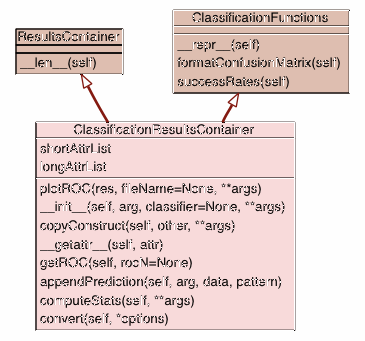 ClassificationFunctions
__repr__(self)
formatConfusionMatrix(self)
successRates(self)
ResultsContainer
__len__(self)
ClassificationResultsContainer
shortAttrList
longAttrList
plotROC(res, fileName=None, **args)
__init__(self, arg, classifier=None, **args)
copyConstruct(self, other, **args)
__getattr__(self, attr)
getROC(self, rocN=None)
appendPrediction(self, arg, data, pattern)
computeStats(self, **args)
convert(self, *options)